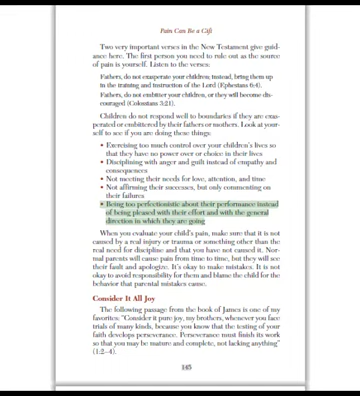 Pain Can Be a Gift
Two very important verses in the New Testament give guid-
ance here. The first person you need to rule out as the source
of pain is yourself. Listen to the verses:
Fathers, do not exasperate your children; instead, bring them up
in the training and instruction of the Lord (Ephesians 6:4).
Fathers, do not embitter your children, or they will become dis-
couraged (Colossians 3:21).
Children do not respond well to boundaries if they are exas-
perated or embittered by their fathers or mothers. Look at your-
self to see if you are doing these things:
• Exercising too much control over your children's lives so
that they have no power over or choice in their lives
• Disciplining with anger and guilt instead of empathy and
consequences
• Not meeting their needs for love, attention, and time
• Not affirming their successes, but only commenting on
their failures
• Being too perfectionistic about their performance instead
of being pleased with their effort and with the general
direction in which they are going
When you evaluate your child's pain, make sure that it is not
caused by a real injury or trauma or something other than the
real need for discipline and that you have not caused it. Nor-
mal parents will cause pain from time to time, but they will see
their fault and apologize. It's okay to make mistakes. It is not
okay to avoid responsibility for them and blame the child for the
behavior that parental mistakes cause.
Consider It All Joy
The following passage from the book of James is one of my
favorites: "Consider it pure joy, my brothers, whenever you face
trials of many kinds, because you know that the testing of your
faith develops perseverance. Perseverance must finish its work
so that you may be mature and complete, not lacking anything"
(1:2–4).
145